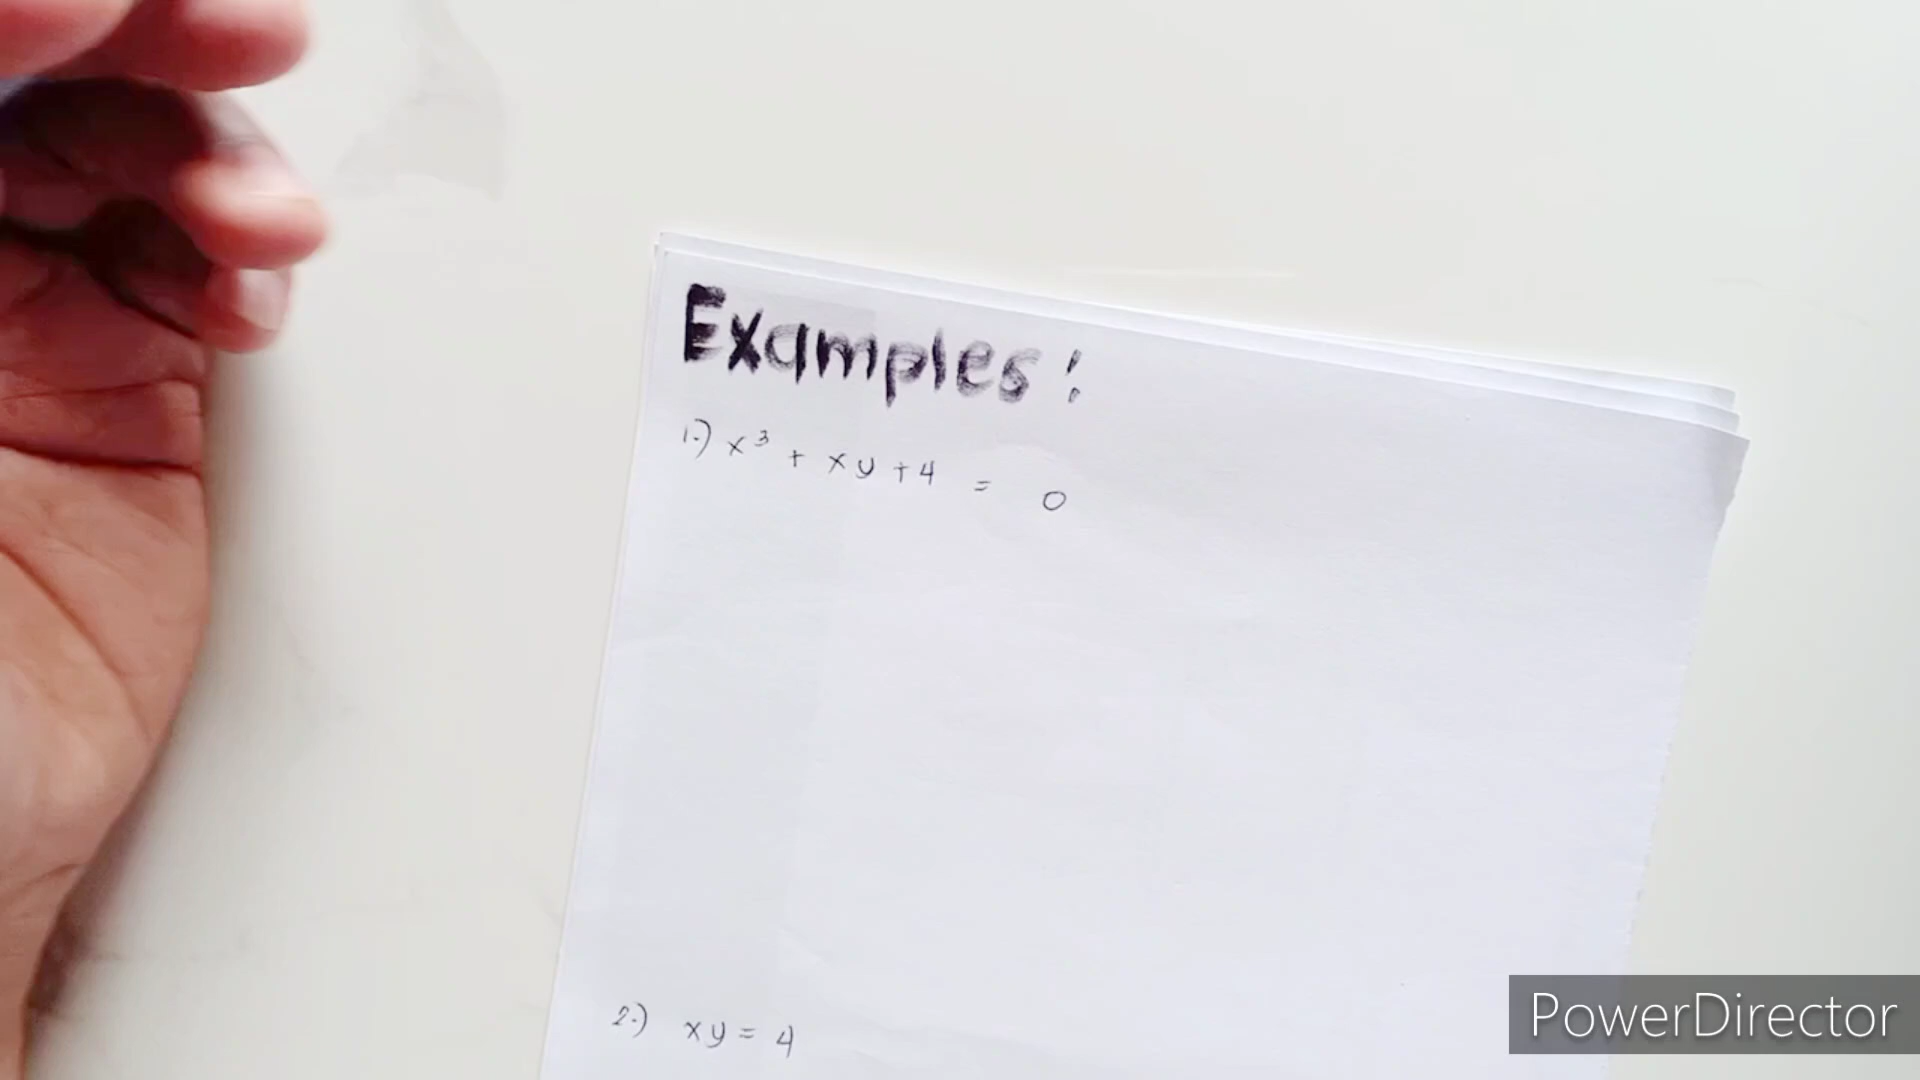 Examples:
1.) x³ + xy + 4 = 0
2.) xy = 4
PowerDirector